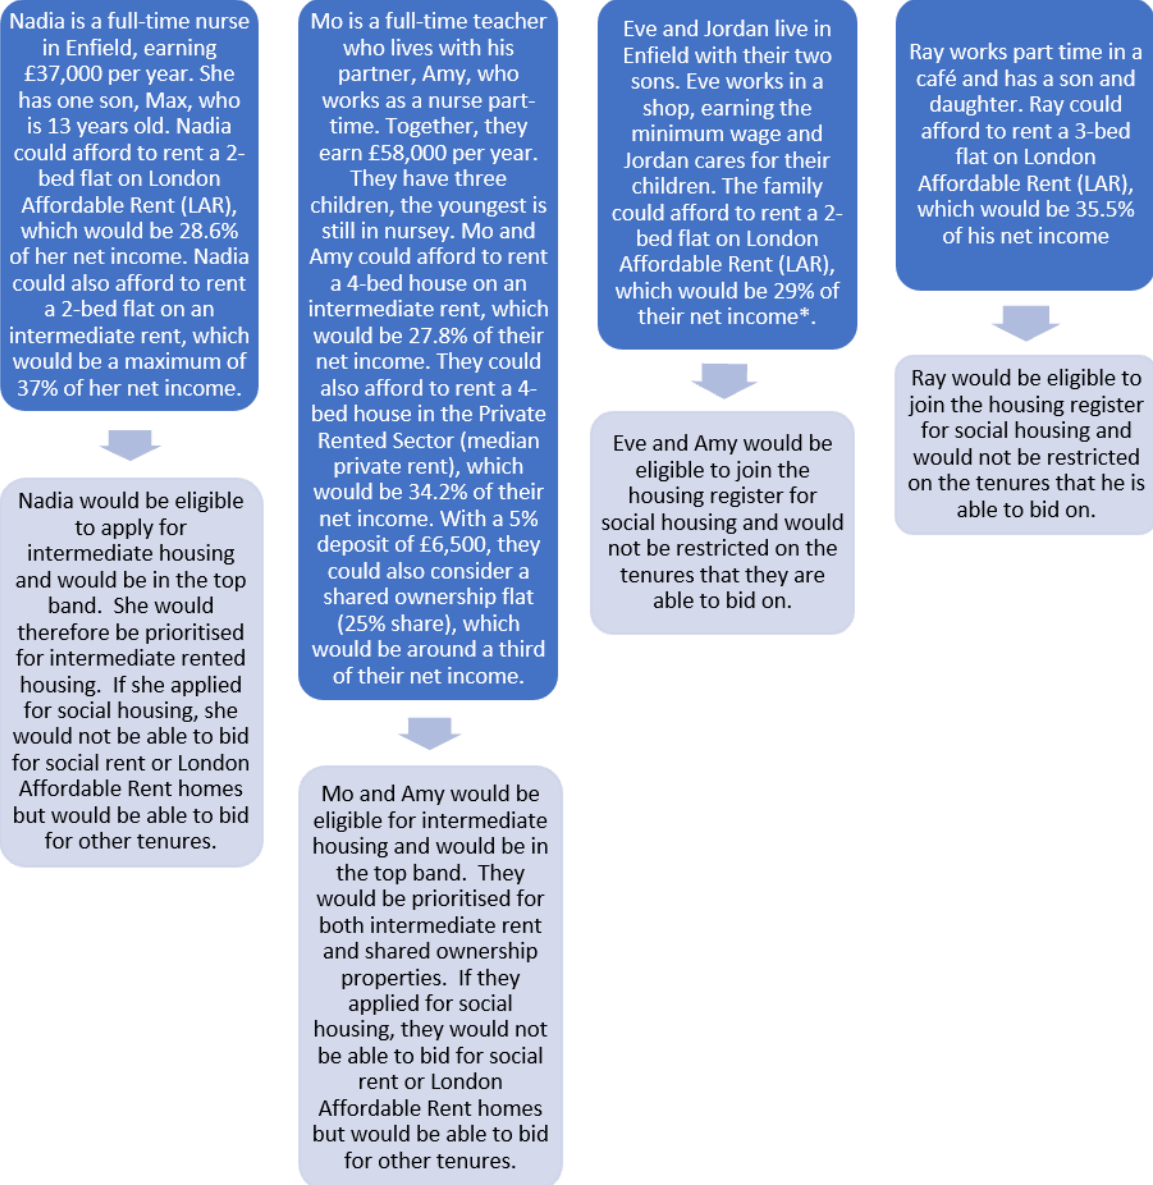 Nadia is a full-time nurse
in Enfield, earning
£37,000 per year. She
has one son, Max, who
is 13 years old. Nadia
could afford to rent a 2-
bed flat on London
Affordable Rent (LAR),
which would be 28.6%
of her net income. Nadia
could also afford to rent
a 2-bed flat on an
intermediate rent, which
would be a maximum of
37% of her net income.
Nadia would be eligible
to apply for
intermediate housing
and would be in the top
band.  She would
therefore be prioritised
for intermediate rented
housing.  If she applied
for social housing, she
would not be able to bid
for social rent or London
Affordable Rent homes
but would be able to bid
for other tenures.
Mo is a full-time teacher
who lives with his
partner, Amy, who
works as a nurse part-
time. Together, they
earn £58,000 per year.
They have three
children, the youngest is
still in nursey. Mo and
Amy could afford to rent
a 4-bed house on an
intermediate rent, which
would be 27.8% of their
net income. They could
also afford to rent a 4-
bed house in the Private
Rented Sector (median
private rent), which
would be 34.2% of their
net income. With a 5%
deposit of £6,500, they
could also consider a
shared ownership flat
(25% share), which
would be around a third
of their net income.
Mo and Amy would be
eligible for intermediate
housing and would be in
the top band.  They
would be prioritised for
both intermediate rent
and shared ownership
properties.  If they
applied for social
housing, they would not
be able to bid for social
rent or London
Affordable Rent homes
but would be able to bid
for other tenures.
Eve and Jordan live in
Enfield with their two
sons. Eve works in a
shop, earning the
minimum wage and
Jordan cares for their
children. The family
could afford to rent a 2-
bed flat on London
Affordable Rent (LAR),
which would be 29% of
their net income*.
Eve and Amy would be
eligible to join the
housing register for
social housing and would
not be restricted on the
tenures that they are
able to bid on.
Ray works part time in a
café and has a son and
daughter. Ray could
afford to rent a 3-bed
flat on London
Affordable Rent (LAR),
which would be 35.5%
of his net income
Ray would be eligible to
join the housing register
for social housing and
would not be restricted
on the tenures that he is
able to bid on.